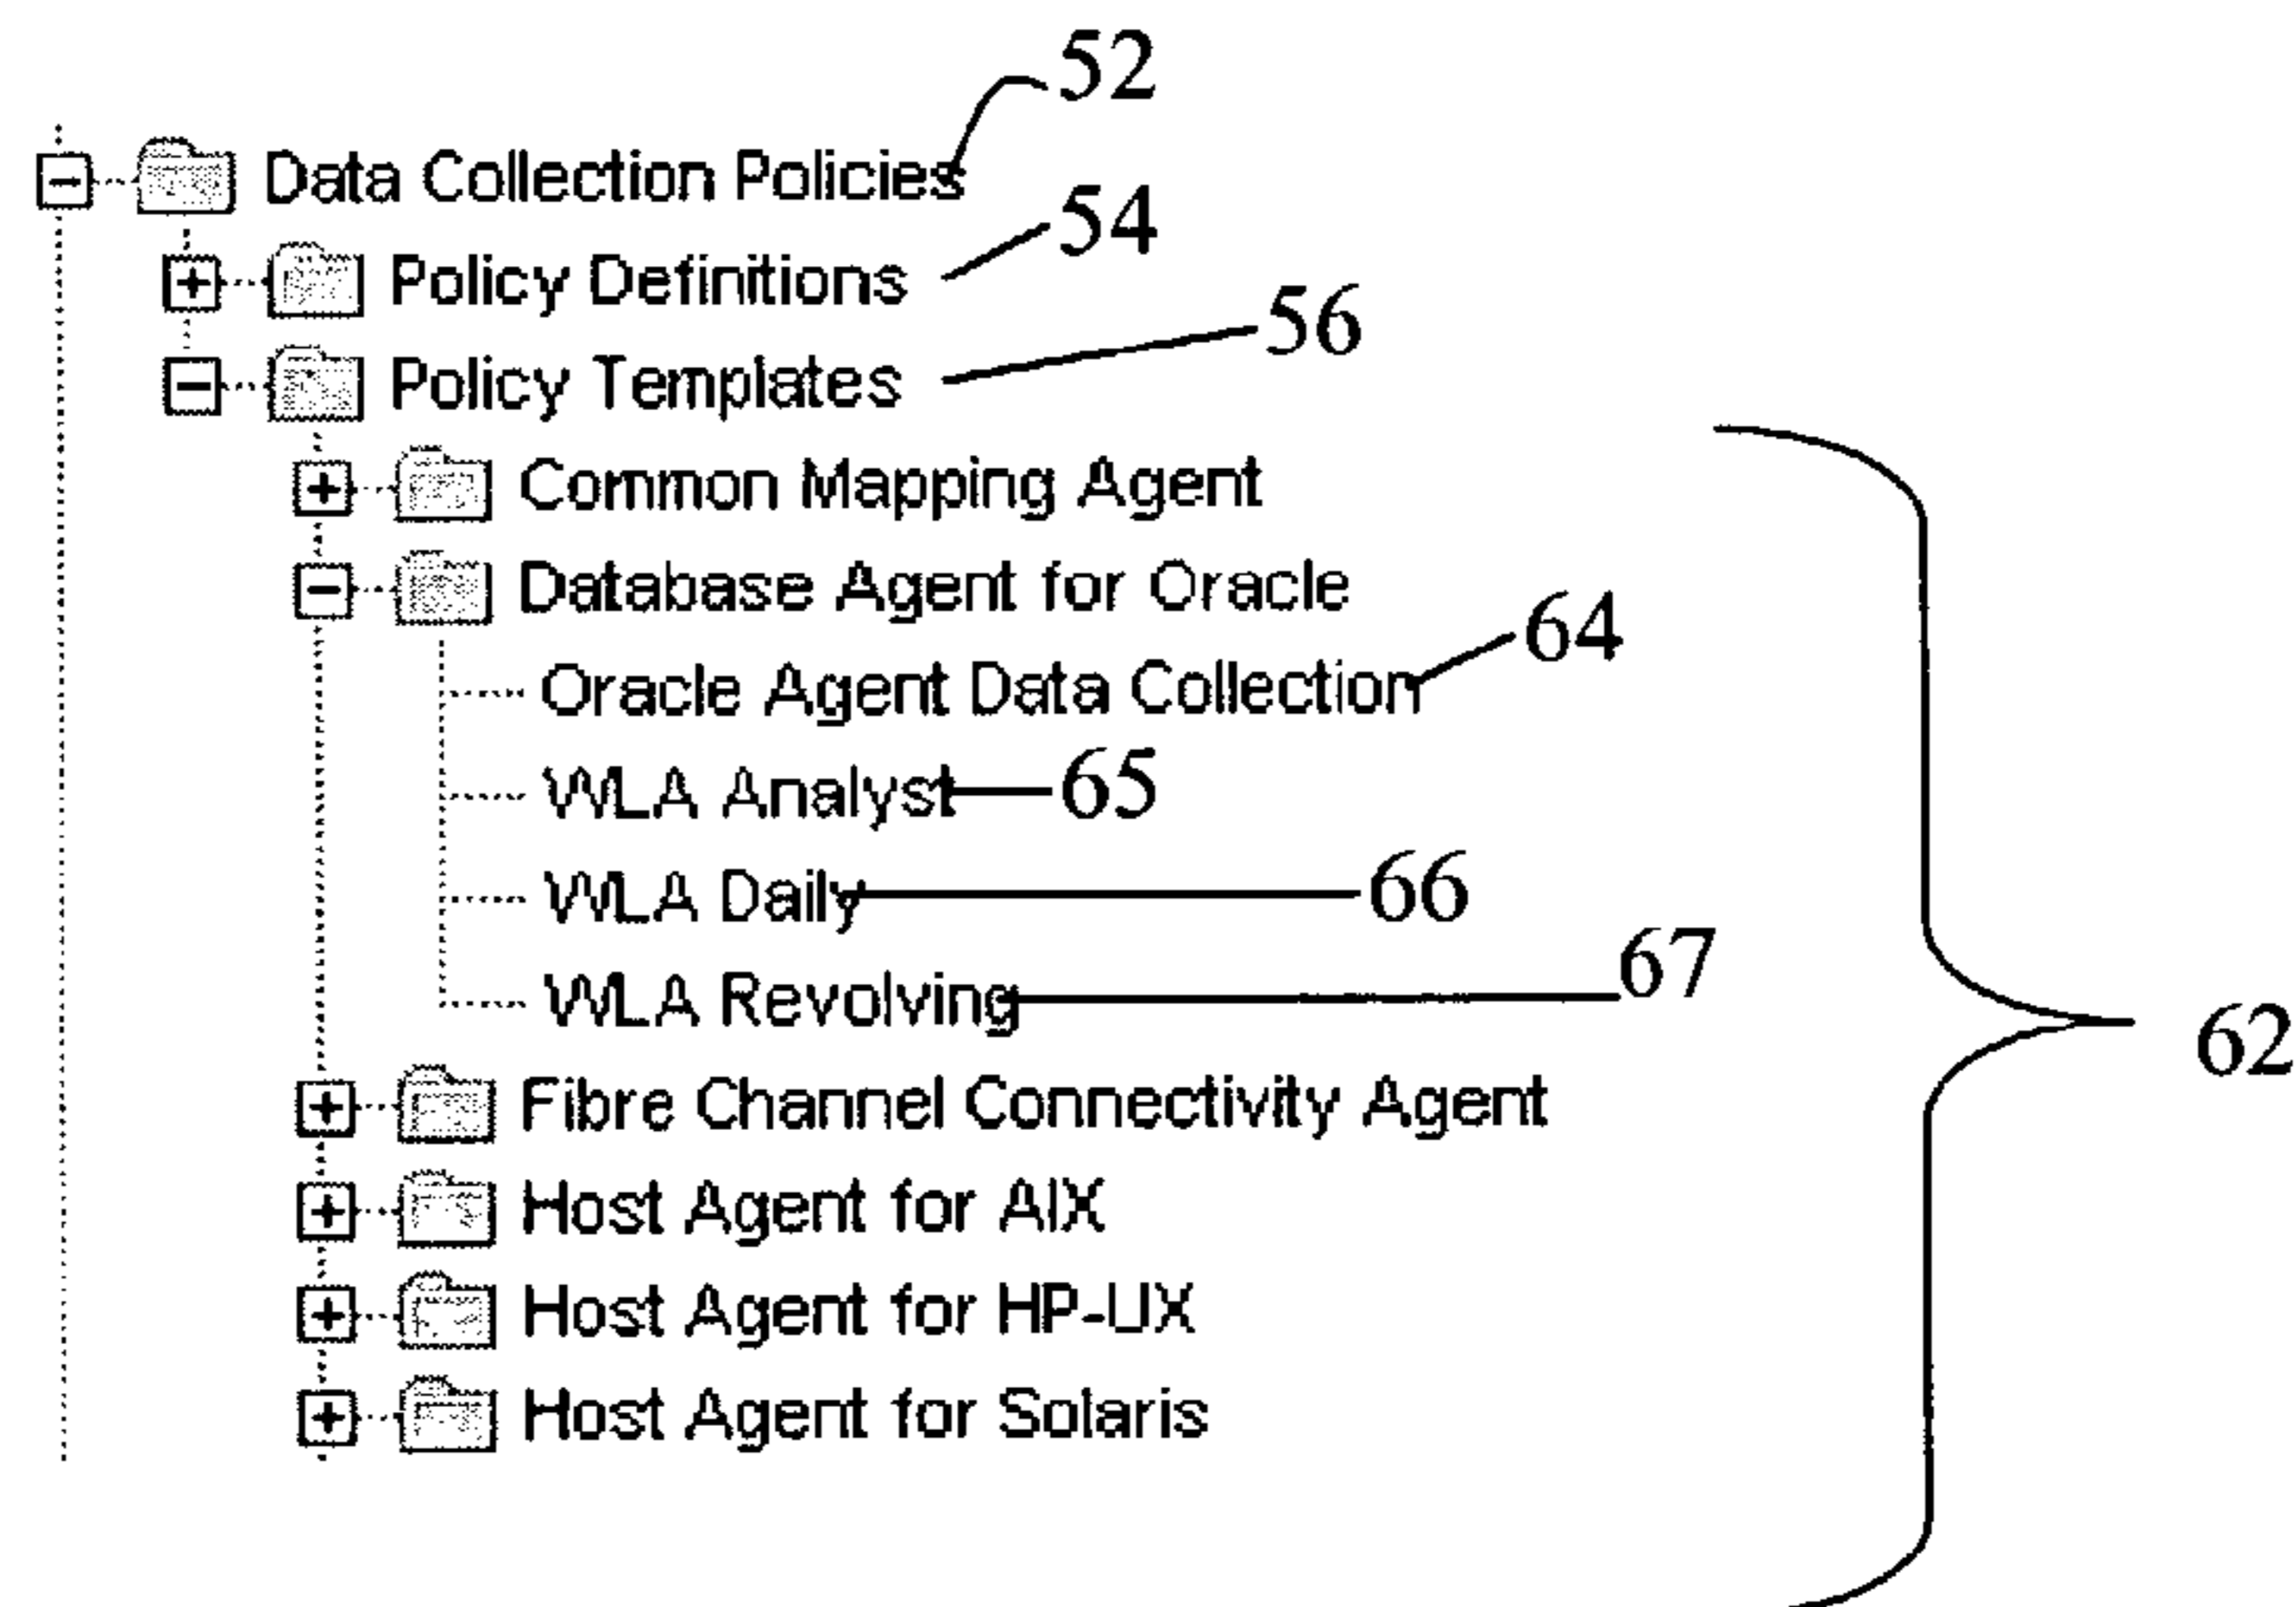 52
Data Collection Policies
54
Policy Definitions
56
Policy Templates
Common Mapping Agent
Database Agent for Oracle
64
Oracle Agent Data Collection
WLA Analyst 65
WLA Daily 66
67
WLA Revolving
62
Fibre Channel Connectivity Agent
Host Agent for AIX
Host Agent for HP-UX
Host Agent for Solaris